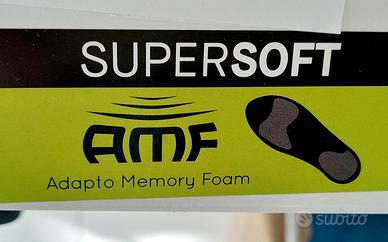 SUPERSOFT
AMF
Adapto Memory Foam
subito